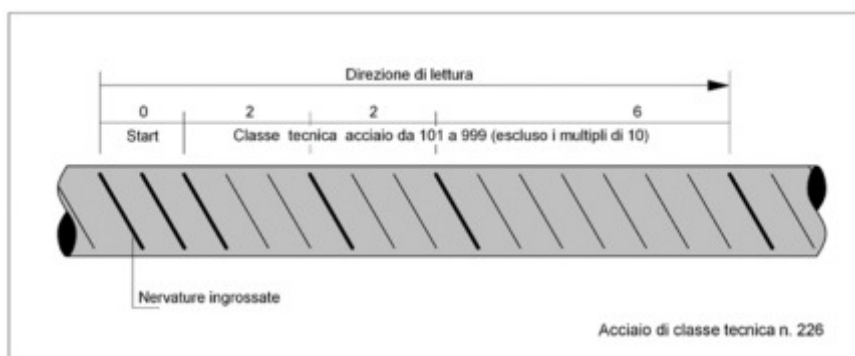 Direzione di lettura
0 2 2 6
Start Classe tecnica acciaio da 101 a 999 (escluso i multipli di 10)
Nervature ingrossate
Acciaio di classe tecnica n. 226